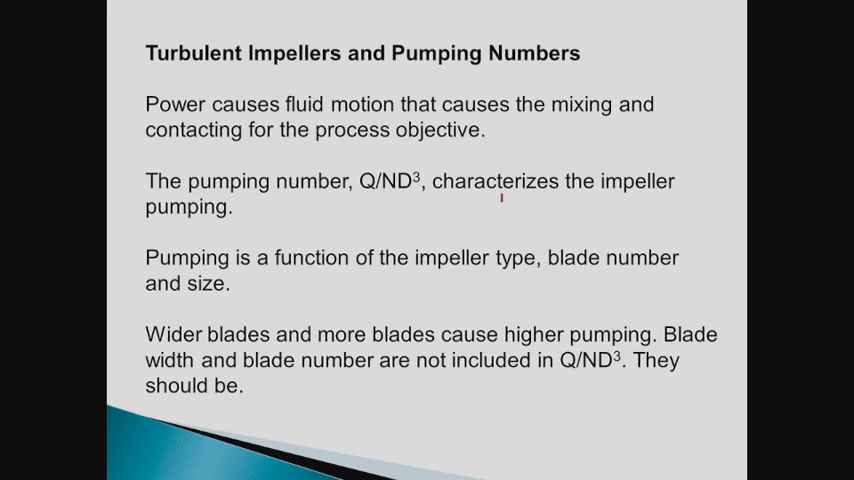 Turbulent Impellers and Pumping Numbers
Power causes fluid motion that causes the mixing and
contacting for the process objective.
The pumping number, Q/ND³, characterizes the impeller
pumping.
Pumping is a function of the impeller type, blade number
and size.
Wider blades and more blades cause higher pumping. Blade
width and blade number are not included in Q/ND³. They
should be.